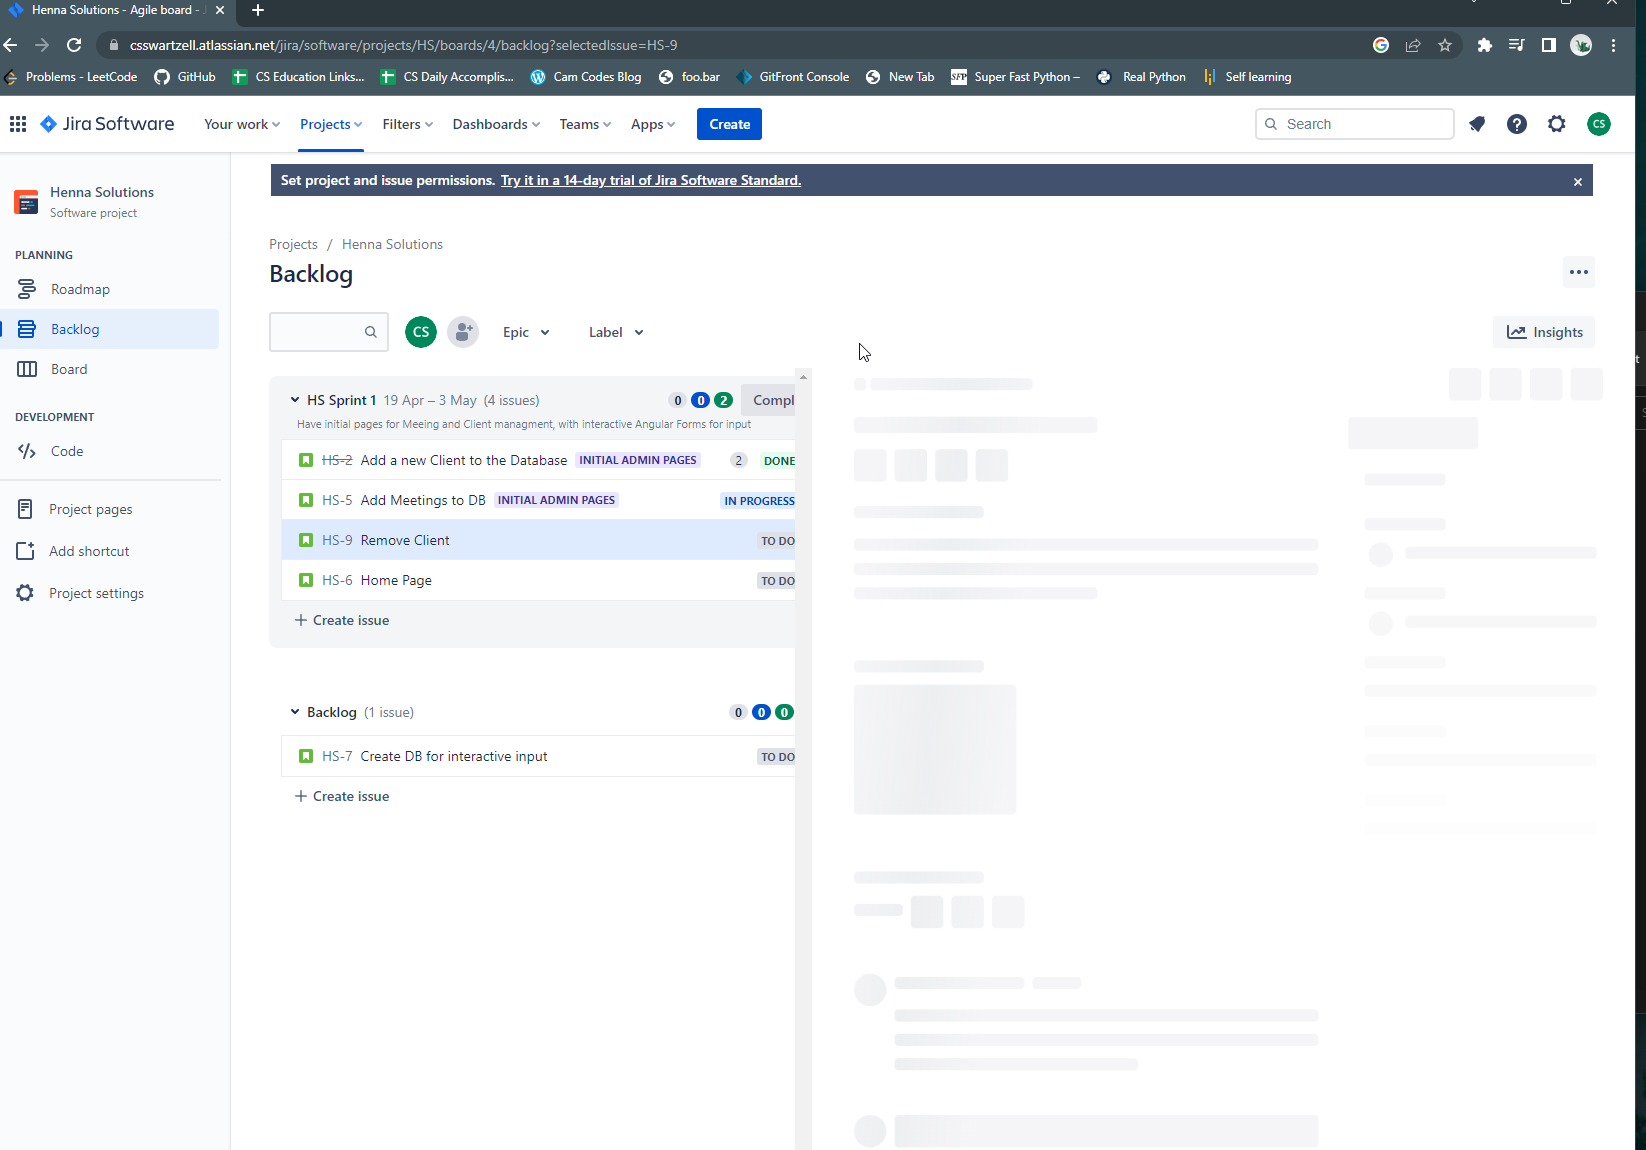 Henna Solutions - Agile board -
csswartzell.atlassian.net/jira/software/projects/HS/boards/4/backlog?selectedIssue=HS-9
Problems - LeetCode GitHub CS Education Links... CS Daily Accomplis... Cam Codes Blog foo.bar GitFront Console New Tab SFP Super Fast Python – Real Python Self learning
Jira Software Your work Projects Filters Dashboards Teams Apps Create Search CS
Set project and issue permissions. Try it in a 14-day trial of Jira Software Standard.
Henna Solutions
Software project
PLANNING
Roadmap
Backlog
Board
DEVELOPMENT
Code
Project pages
Add shortcut
Project settings
Projects / Henna Solutions
Backlog
CS Epic Label Insights
HS Sprint 1 19 Apr – 3 May (4 issues) 0 0 2 Compl
Have initial pages for Meeing and Client managment, with interactive Angular Forms for input
HS-2 Add a new Client to the Database INITIAL ADMIN PAGES 2 DONE
HS-5 Add Meetings to DB INITIAL ADMIN PAGES IN PROGRESS
HS-9 Remove Client TO DO
HS-6 Home Page TO DO
+ Create issue
Backlog (1 issue) 0 0 0
HS-7 Create DB for interactive input TO DO
+ Create issue